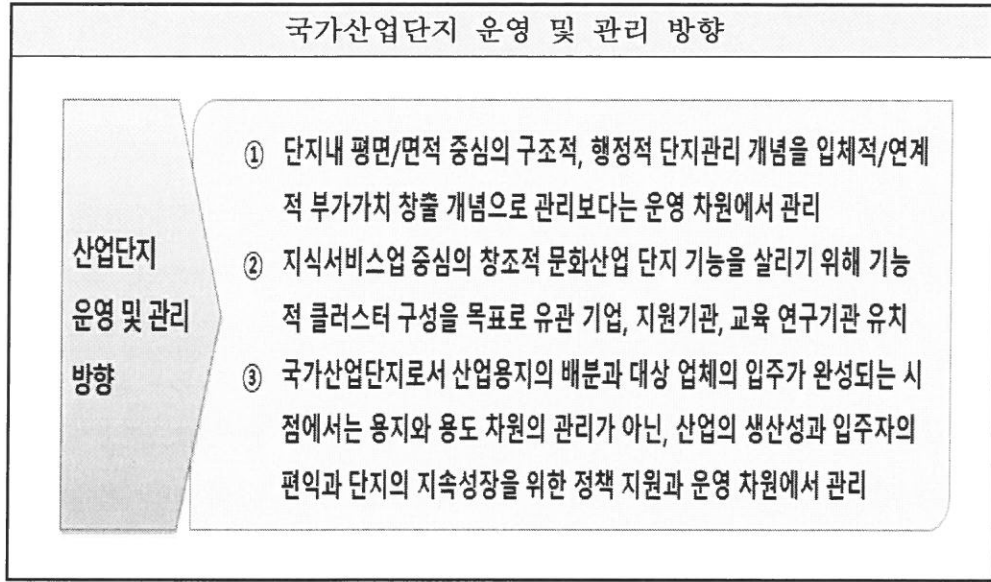 국가산업단지 운영 및 관리 방향
산업단지
운영 및 관리
방향
① 단지내 평면/면적 중심의 구조적, 행정적 단지관리 개념을 입체적/연계
적 부가가치 창출 개념으로 관리보다는 운영 차원에서 관리
② 지식서비스업 중심의 창조적 문화산업 단지 기능을 살리기 위해 기능
적 클러스터 구성을 목표로 유관 기업, 지원기관, 교육 연구기관 유치
③ 국가산업단지로서 산업용지의 배분과 대상 업체의 입주가 완성되는 시
점에서는 용지와 용도 차원의 관리가 아닌, 산업의 생산성과 입주자의
편익과 단지의 지속성장을 위한 정책 지원과 운영 차원에서 관리